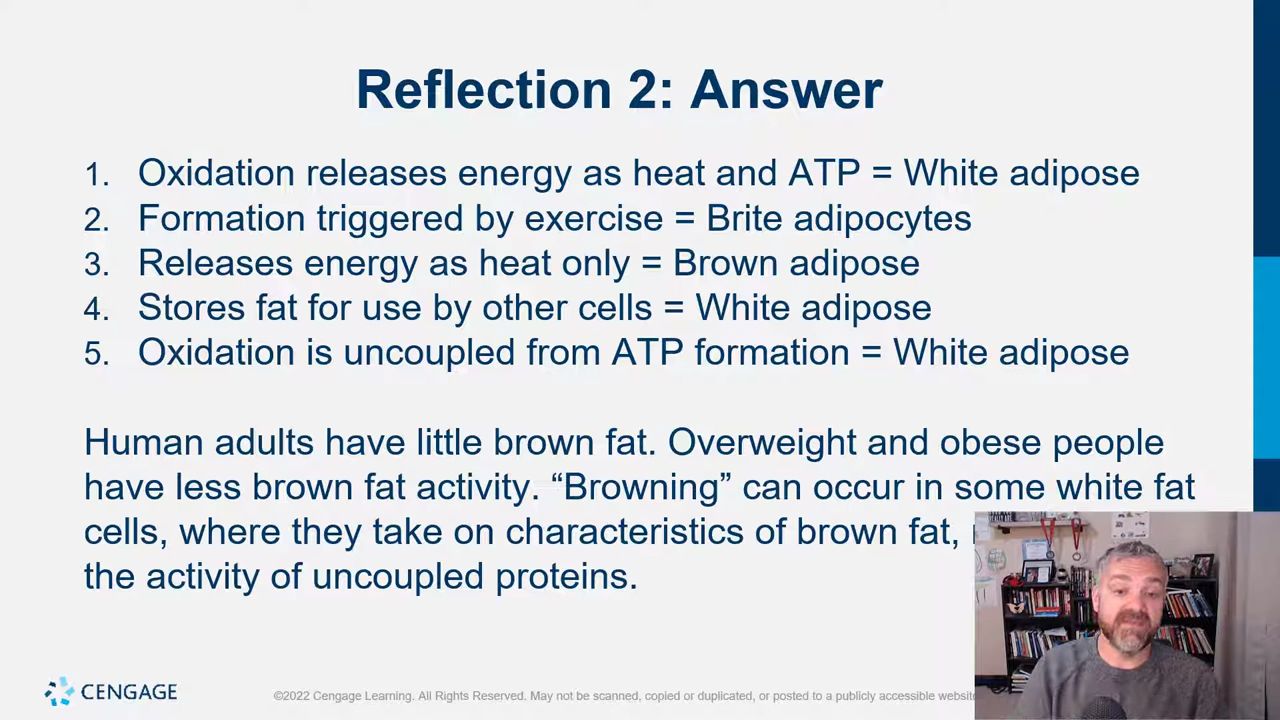 Reflection 2: Answer
1. Oxidation releases energy as heat and ATP = White adipose
2. Formation triggered by exercise = Brite adipocytes
3. Releases energy as heat only = Brown adipose
4. Stores fat for use by other cells = White adipose
5. Oxidation is uncoupled from ATP formation = White adipose
Human adults have little brown fat. Overweight and obese people
have less brown fat activity. “Browning” can occur in some white fat
cells, where they take on characteristics of brown fat,
the activity of uncoupled proteins.
CENGAGE
©2022 Cengage Learning. All Rights Reserved. May not be scanned, copied or duplicated, or posted to a publicly accessible website